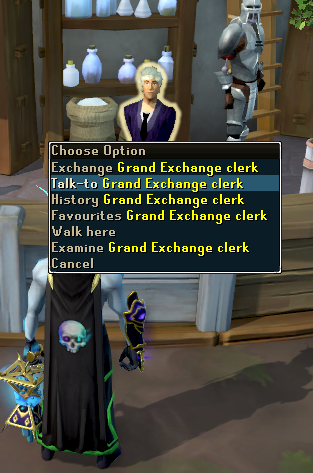 Choose Option
Exchange Grand Exchange clerk
Talk-to Grand Exchange clerk
History Grand Exchange clerk
Favourites Grand Exchange clerk
Walk here
Examine Grand Exchange clerk
Cancel